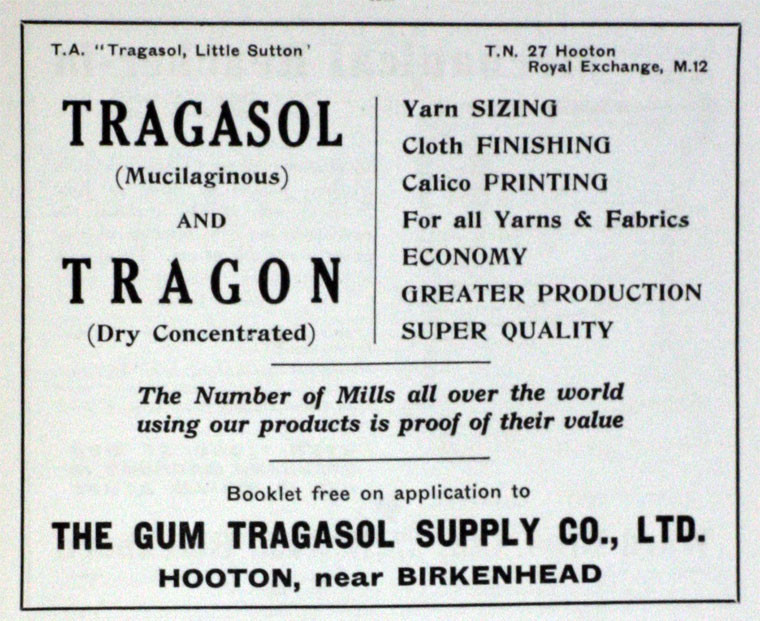 T.A. "Tragasol, Little Sutton'
T.N. 27 Hooton
Royal Exchange, M.12
TRAGASOL
(Mucilaginous)
AND
TRAGON
(Dry Concentrated)
Yarn SIZING
Cloth FINISHING
Calico PRINTING
For all Yarns & Fabrics
ECONOMY
GREATER PRODUCTION
SUPER QUALITY
The Number of Mills all over the world
using our products is proof of their value
Booklet free on application to
THE GUM TRAGASOL SUPPLY CO., LTD.
HOOTON, near BIRKENHEAD